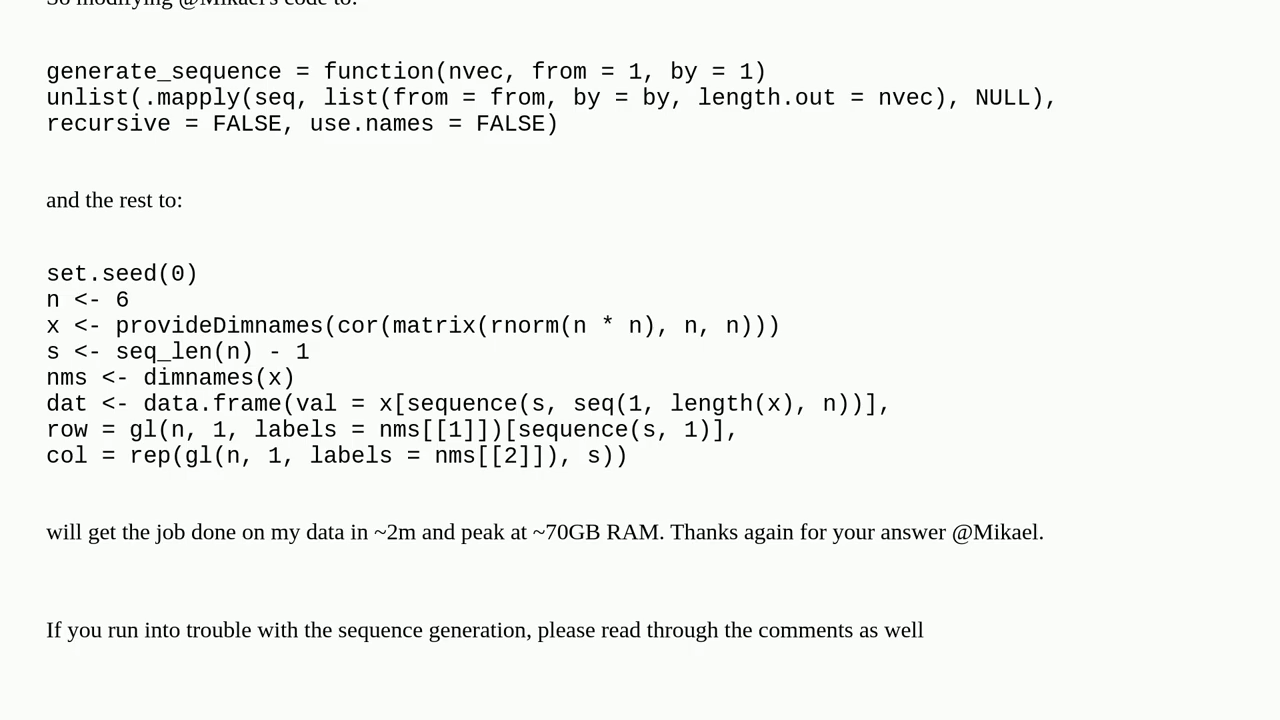 So modifying @Mikael's code to:
generate_sequence = function(nvec, from = 1, by = 1)
unlist(.mapply(seq, list(from = from, by = by, length.out = nvec), NULL),
recursive = FALSE, use.names = FALSE)
and the rest to:
set.seed(0)
n <- 6
x <- provideDimnames(cor(matrix(rnorm(n * n), n, n)))
s <- seq_len(n) - 1
nms <- dimnames(x)
dat <- data.frame(val = x[sequence(s, seq(1, length(x), n))],
row = gl(n, 1, labels = nms[[1]])[sequence(s, 1)],
col = rep(gl(n, 1, labels = nms[[2]]), s))
will get the job done on my data in ~2m and peak at ~70GB RAM. Thanks again for your answer @Mikael.
If you run into trouble with the sequence generation, please read through the comments as well